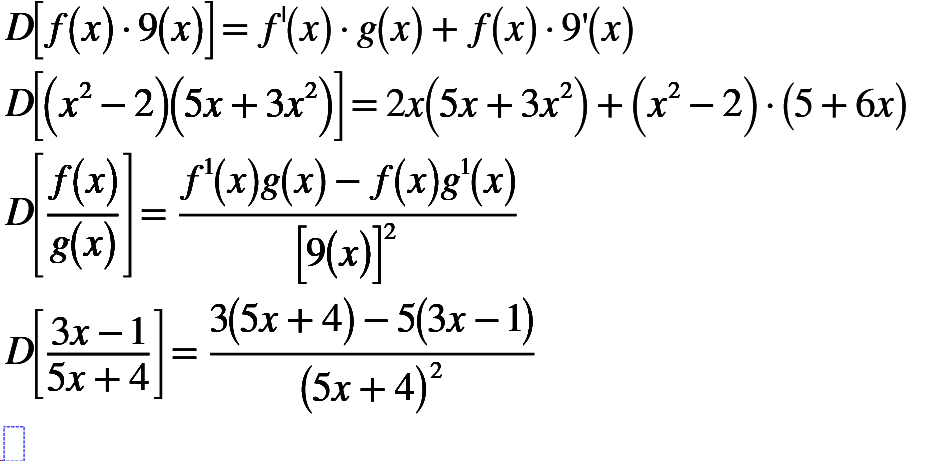 D[f(x)·9(x)] = f'(x)·g(x) + f(x)·9'(x)
D[(x² − 2)(5x + 3x²)] = 2x(5x + 3x²) + (x² − 2)·(5 + 6x)
D[f(x)/g(x)] = (f¹(x)g(x) − f(x)g¹(x))/[9(x)]²
D[(3x − 1)/(5x + 4)] = (3(5x + 4) − 5(3x − 1))/(5x + 4)²